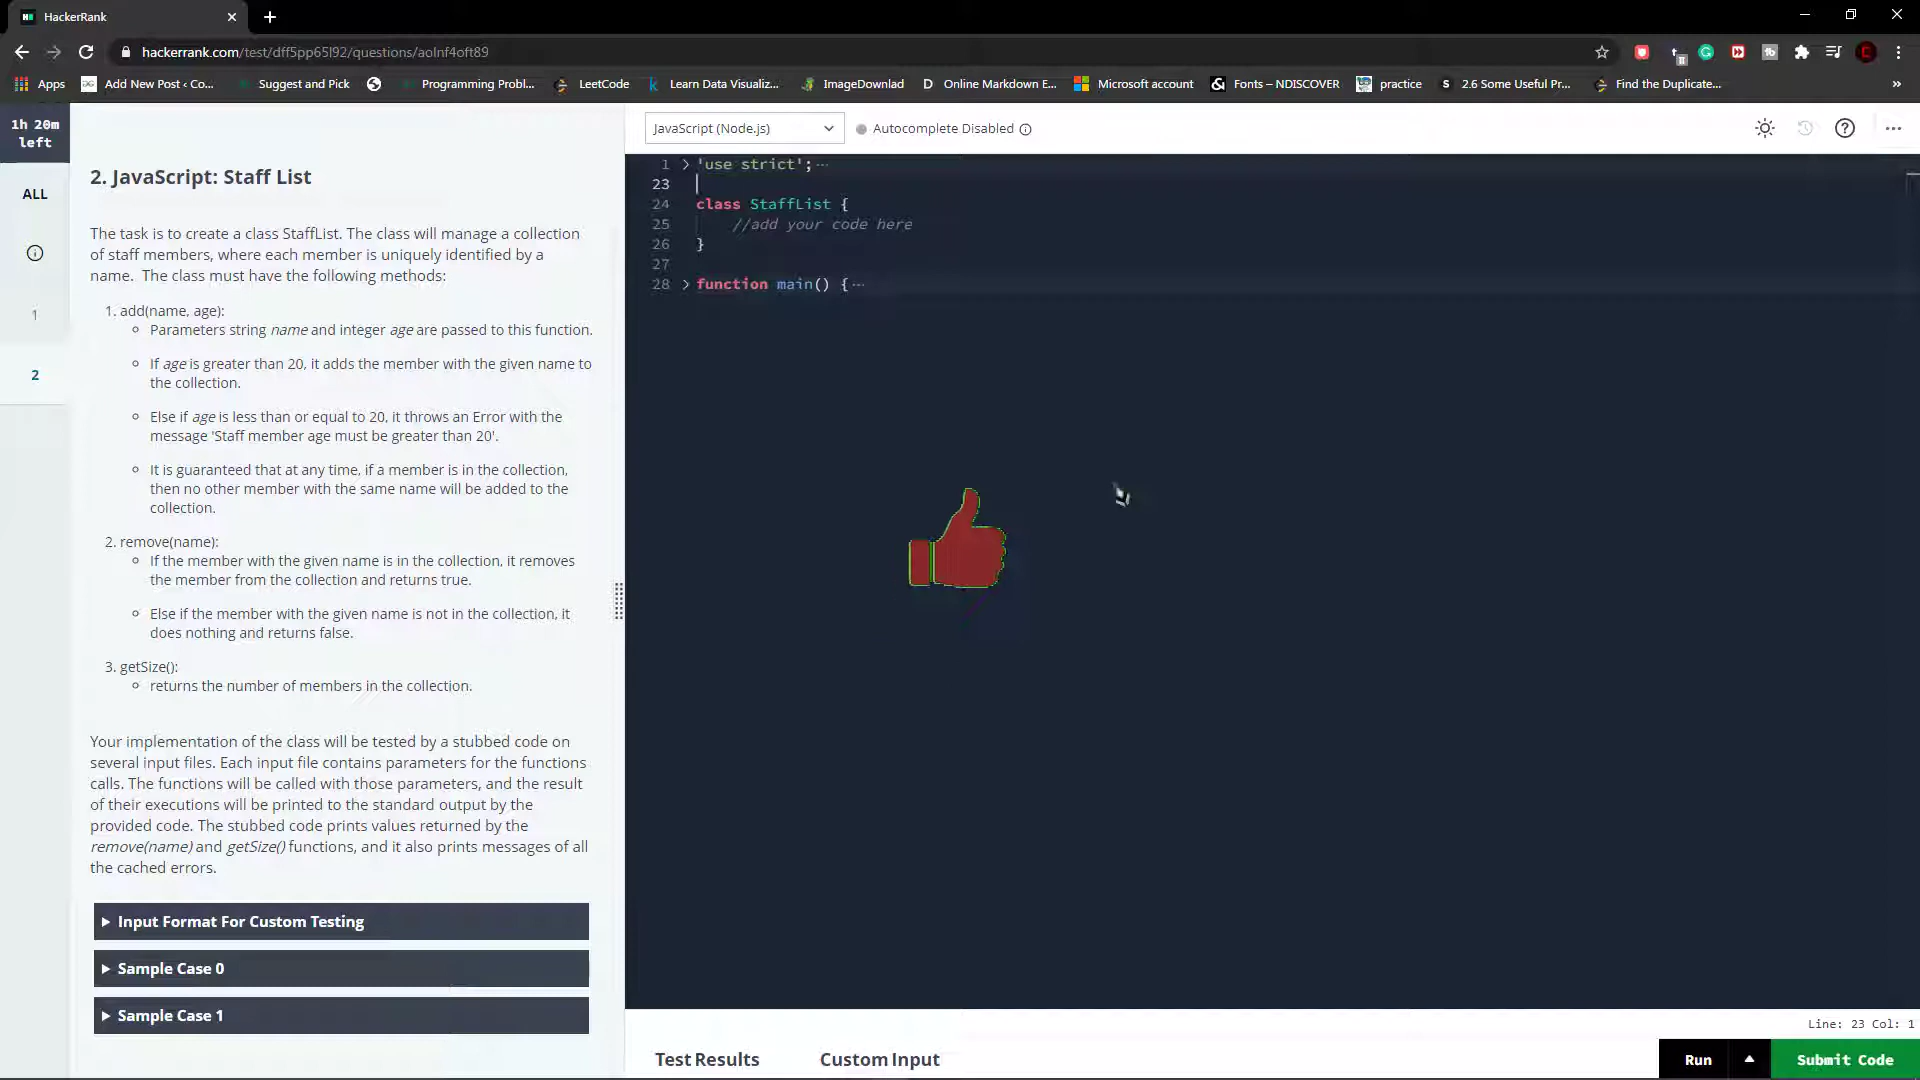 HackerRank
hackerrank.com/test/dff5pp65l92/questions/aolnf4oft89
Apps
Add New Post ‹ Co...
Suggest and Pick
Programming Probl...
LeetCode
Learn Data Visualiz...
ImageDownlad
Online Markdown E...
Microsoft account
Fonts – NDISCOVER
practice
2.6 Some Useful Pr...
Find the Duplicate...
»
1h 20m
left
ALL
1
2
2. JavaScript: Staff List
The task is to create a class StaffList. The class will manage a collection
of staff members, where each member is uniquely identified by a
name. The class must have the following methods:
1. add(name, age):
Parameters string name and integer age are passed to this function.
If age is greater than 20, it adds the member with the given name to
the collection.
Else if age is less than or equal to 20, it throws an Error with the
message 'Staff member age must be greater than 20'.
It is guaranteed that at any time, if a member is in the collection,
then no other member with the same name will be added to the
collection.
2. remove(name):
If the member with the given name is in the collection, it removes
the member from the collection and returns true.
Else if the member with the given name is not in the collection, it
does nothing and returns false.
3. getSize():
returns the number of members in the collection.
Your implementation of the class will be tested by a stubbed code on
several input files. Each input file contains parameters for the functions
calls. The functions will be called with those parameters, and the result
of their executions will be printed to the standard output by the
provided code. The stubbed code prints values returned by the
remove(name) and getSize() functions, and it also prints messages of all
the cached errors.
Input Format For Custom Testing
Sample Case 0
Sample Case 1
JavaScript (Node.js)
Autocomplete Disabled
1 'use strict';
23
24 class StaffList {
25 //add your code here
26 }
27
28 function main() {
Line: 23 Col: 1
Test Results
Custom Input
Run
Submit Code